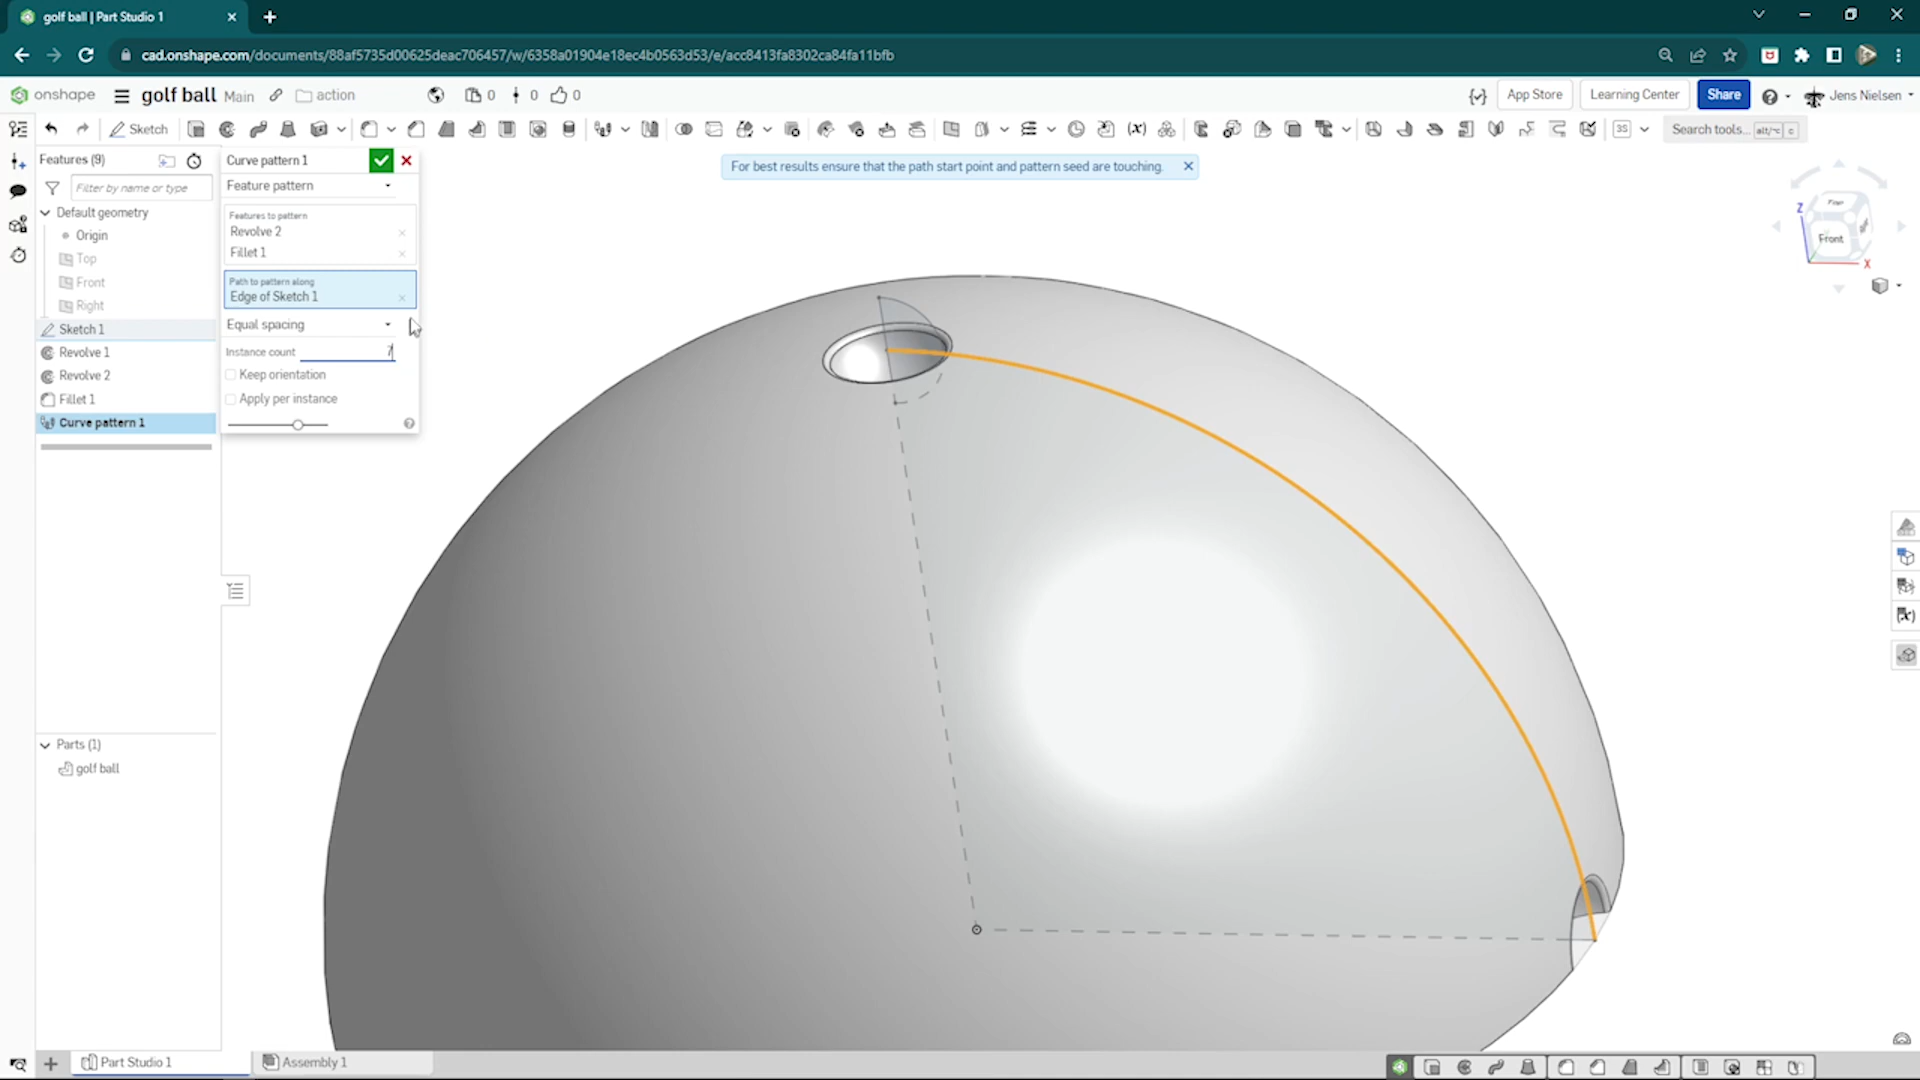 golf ball | Part Studio 1
cad.onshape.com/documents/88af5735d00625deac706457/w/6358a01904e18ec4b0563d53/e/acc8413fa8302ca84fa11bfb
onshape golf ball Main action 0 0 0 App Store Learning Center Share Jens Nielsen
Sketch Search tools... alt/⌥ c
Features (9)
Filter by name or type
Default geometry
Origin
Top
Front
Right
Sketch 1
Revolve 1
Revolve 2
Fillet 1
Curve pattern 1
Curve pattern 1
Feature pattern
Features to pattern
Revolve 2
Fillet 1
Path to pattern along
Edge of Sketch 1
Equal spacing
Instance count 7
Keep orientation
Apply per instance
For best results ensure that the path start point and pattern seed are touching.
Z
Front
X
Parts (1)
golf ball
Part Studio 1
Assembly 1